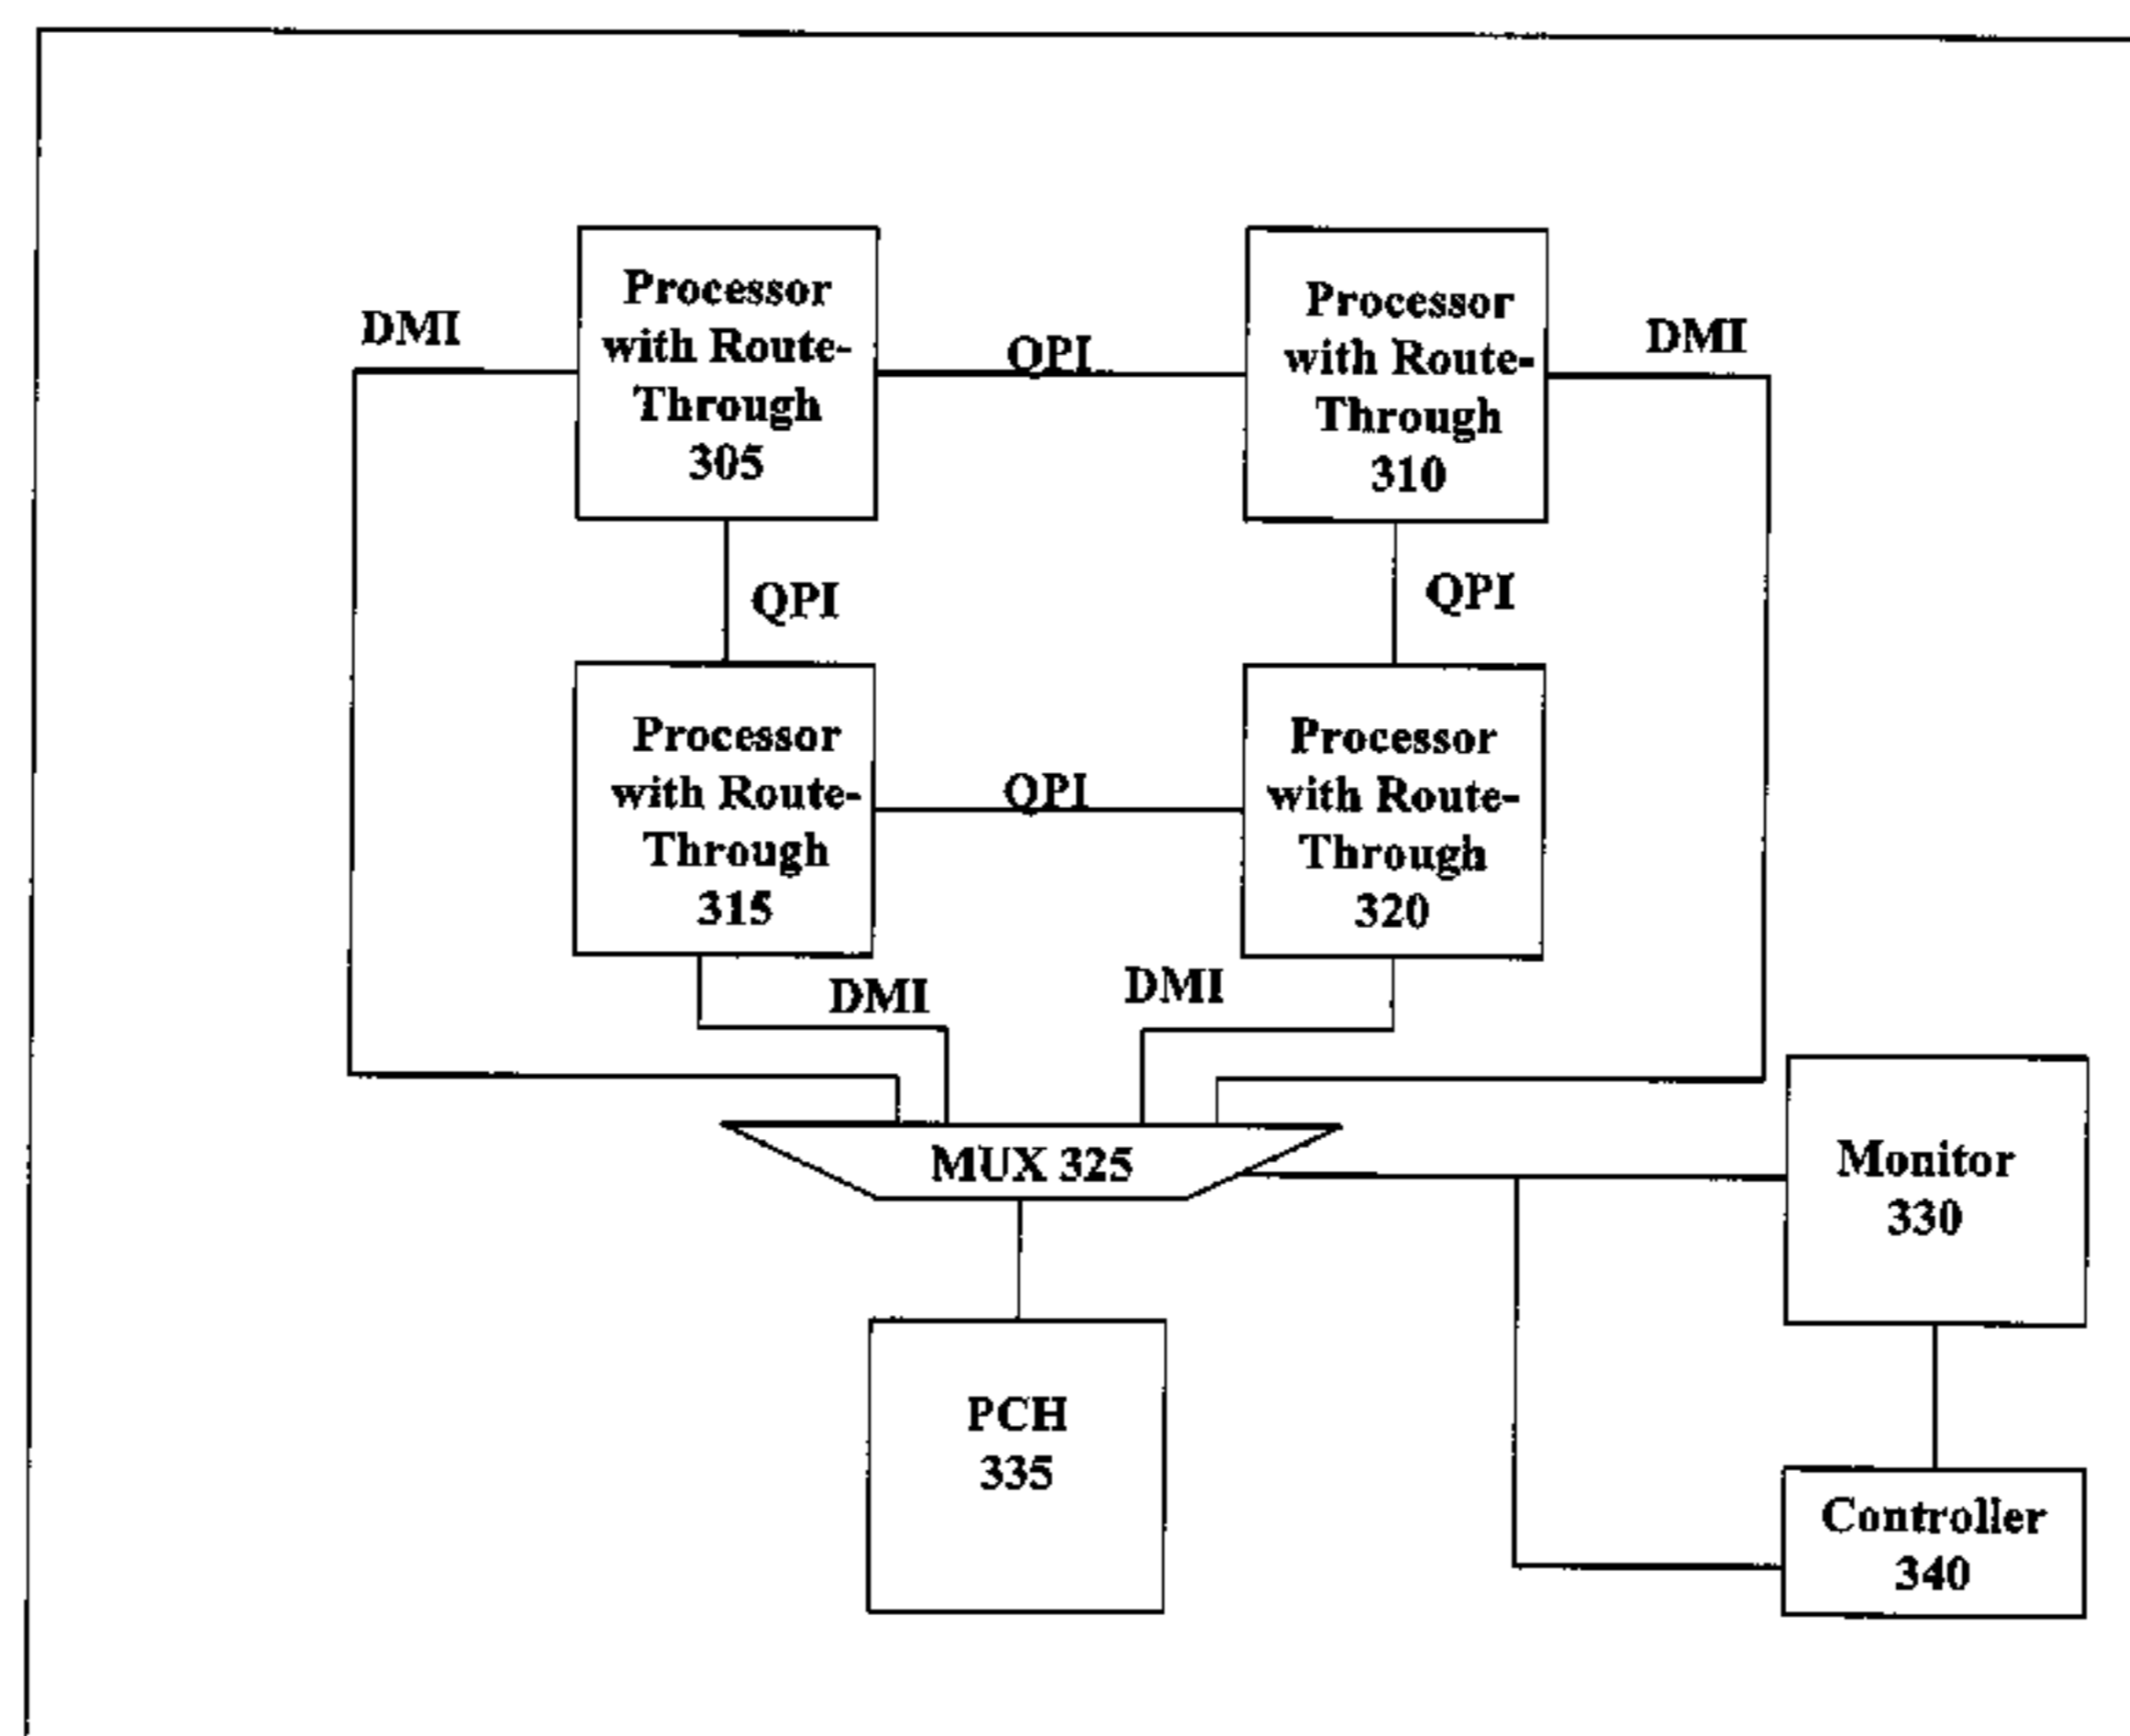 Processor
with Route-
Through
305
Processor
with Route-
Through
310
DMI
QPI
DMI
QPI
QPI
Processor
with Route-
Through
315
QPI
Processor
with Route-
Through
320
DMI
DMI
MUX 325
Monitor
330
PCH
335
Controller
340